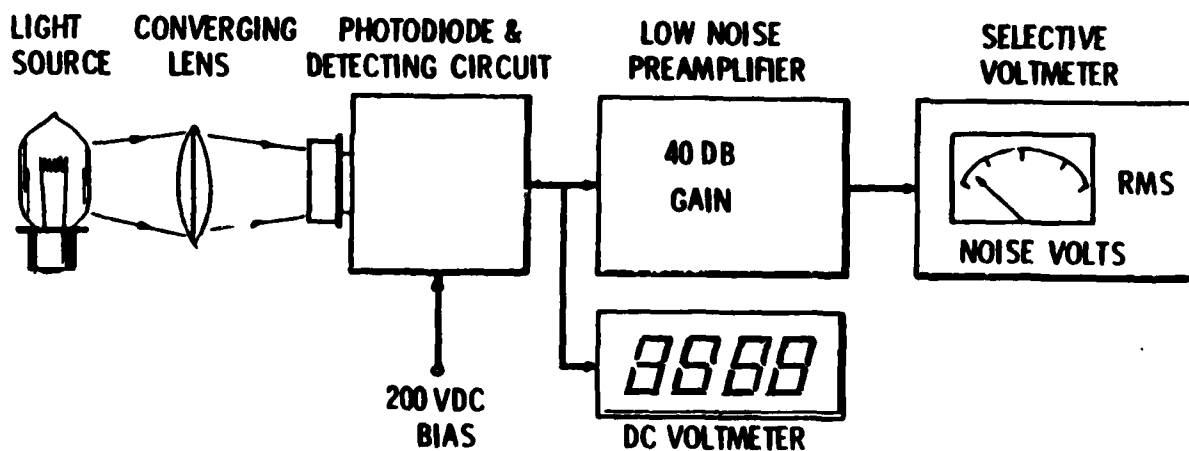 LIGHT
SOURCE
CONVERGING
LENS
PHOTODIODE &
DETECTING CIRCUIT
LOW NOISE
PREAMPLIFIER
SELECTIVE
VOLTMETER
40 DB
GAIN
RMS
NOISE VOLTS
200 VDC
BIAS
DC VOLTMETER